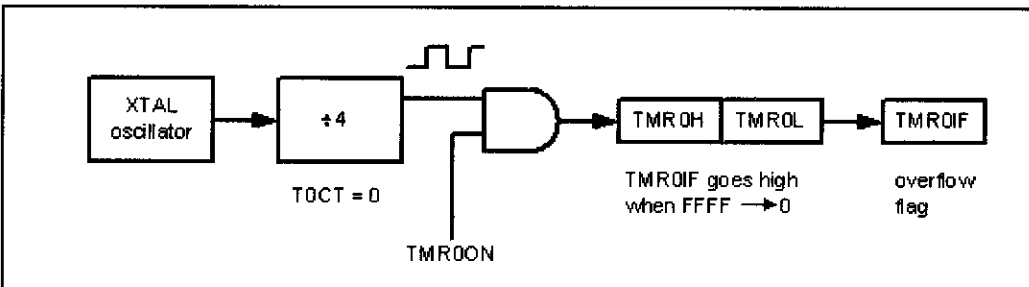 XTAL
oscillator
÷4
T0CT = 0
TMR0ON
TMR0H TMR0L
TMR0IF goes high
when FFFF → 0
TMR0IF
overflow
flag